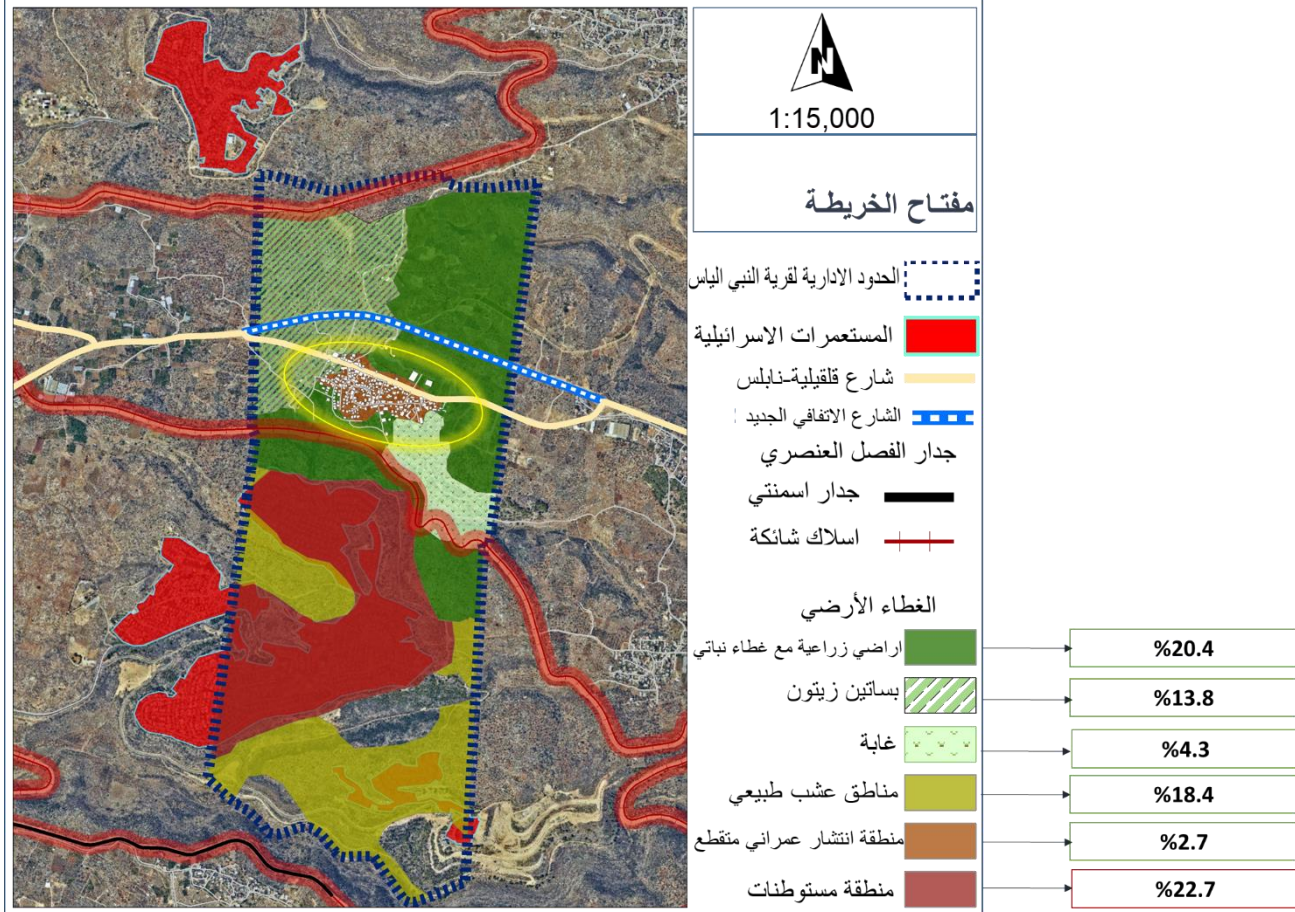 N
1:15,000
مفتاح الخريطة
الحدود الادارية لقرية النبي الياس
المستعمرات الاسرائيلية
شارع قلقيلية-نابلس
الشارع الاتفافي الجديد
جدار الفصل العنصري
جدار اسمنتي
اسلاك شائكة
الغطاء الأرضي
اراضي زراعية مع غطاء نباتي
%20.4
بساتين زيتون
%13.8
غابة
%4.3
مناطق عشب طبيعي
%18.4
منطقة انتشار عمراني متقطع
%2.7
منطقة مستوطنات
%22.7